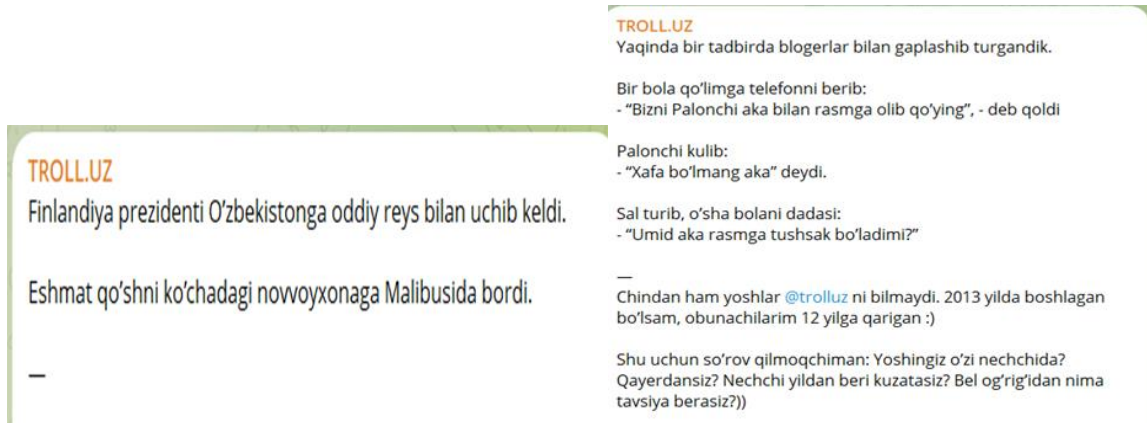 TROLL.UZ
Finlandiya prezidenti O'zbekistonga oddiy reys bilan uchib keldi.
Eshmat qo'shni ko'chadagi novvoyxonaga Malibusida bordi.
—
TROLL.UZ
Yaqinda bir tadbirda blogerlar bilan gaplashib turgandik.
Bir bola qo'limga telefonni berib:
- “Bizni Palonchi aka bilan rasmga olib qo'ying”, - deb qoldi
Palonchi kulib:
- “Xafa bo'lmang aka” deydi.
Sal turib, o'sha bolani dadasi:
- “Umid aka rasmga tushsak bo'ladimi?”
—
Chindan ham yoshlar @trolluz ni bilmaydi. 2013 yilda boshlagan
bo'lsam, obunachilarim 12 yilga qarigan :)
Shu uchun so'rov qilmoqchiman: Yoshingiz o'zi nechchida?
Qayerdansiz? Nechchi yildan beri kuzatasiz? Bel og'rig'idan nima
tavsiya berasiz?))